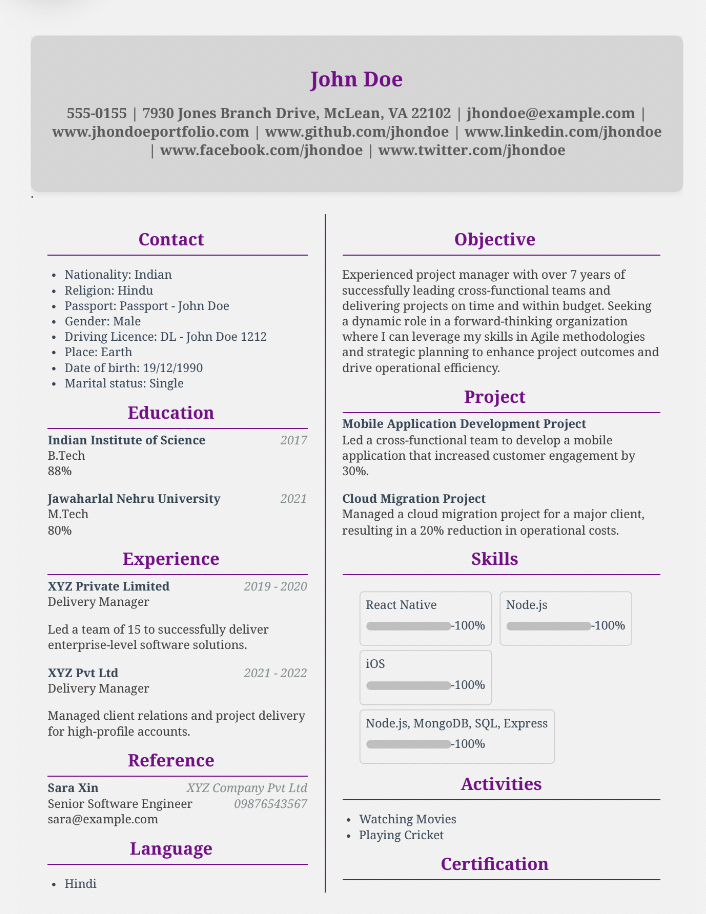 John Doe
555-0155 | 7930 Jones Branch Drive, McLean, VA 22102 | jhondoe@example.com |
www.jhondoeportfolio.com | www.github.com/jhondoe | www.linkedin.com/jhondoe
| www.facebook.com/jhondoe | www.twitter.com/jhondoe
.
Contact
• Nationality: Indian
• Religion: Hindu
• Passport: Passport - John Doe
• Gender: Male
• Driving Licence: DL - John Doe 1212
• Place: Earth
• Date of birth: 19/12/1990
• Marital status: Single
Education
Indian Institute of Science 2017
B.Tech
88%
Jawaharlal Nehru University 2021
M.Tech
80%
Experience
XYZ Private Limited 2019 - 2020
Delivery Manager
Led a team of 15 to successfully deliver
enterprise-level software solutions.
XYZ Pvt Ltd 2021 - 2022
Delivery Manager
Managed client relations and project delivery
for high-profile accounts.
Reference
Sara Xin XYZ Company Pvt Ltd
Senior Software Engineer 09876543567
sara@example.com
Language
• Hindi
Objective
Experienced project manager with over 7 years of
successfully leading cross-functional teams and
delivering projects on time and within budget. Seeking
a dynamic role in a forward-thinking organization
where I can leverage my skills in Agile methodologies
and strategic planning to enhance project outcomes and
drive operational efficiency.
Project
Mobile Application Development Project
Led a cross-functional team to develop a mobile
application that increased customer engagement by
30%.
Cloud Migration Project
Managed a cloud migration project for a major client,
resulting in a 20% reduction in operational costs.
Skills
React Native
-100%
Node.js
-100%
iOS
-100%
Node.js, MongoDB, SQL, Express
-100%
Activities
• Watching Movies
• Playing Cricket
Certification